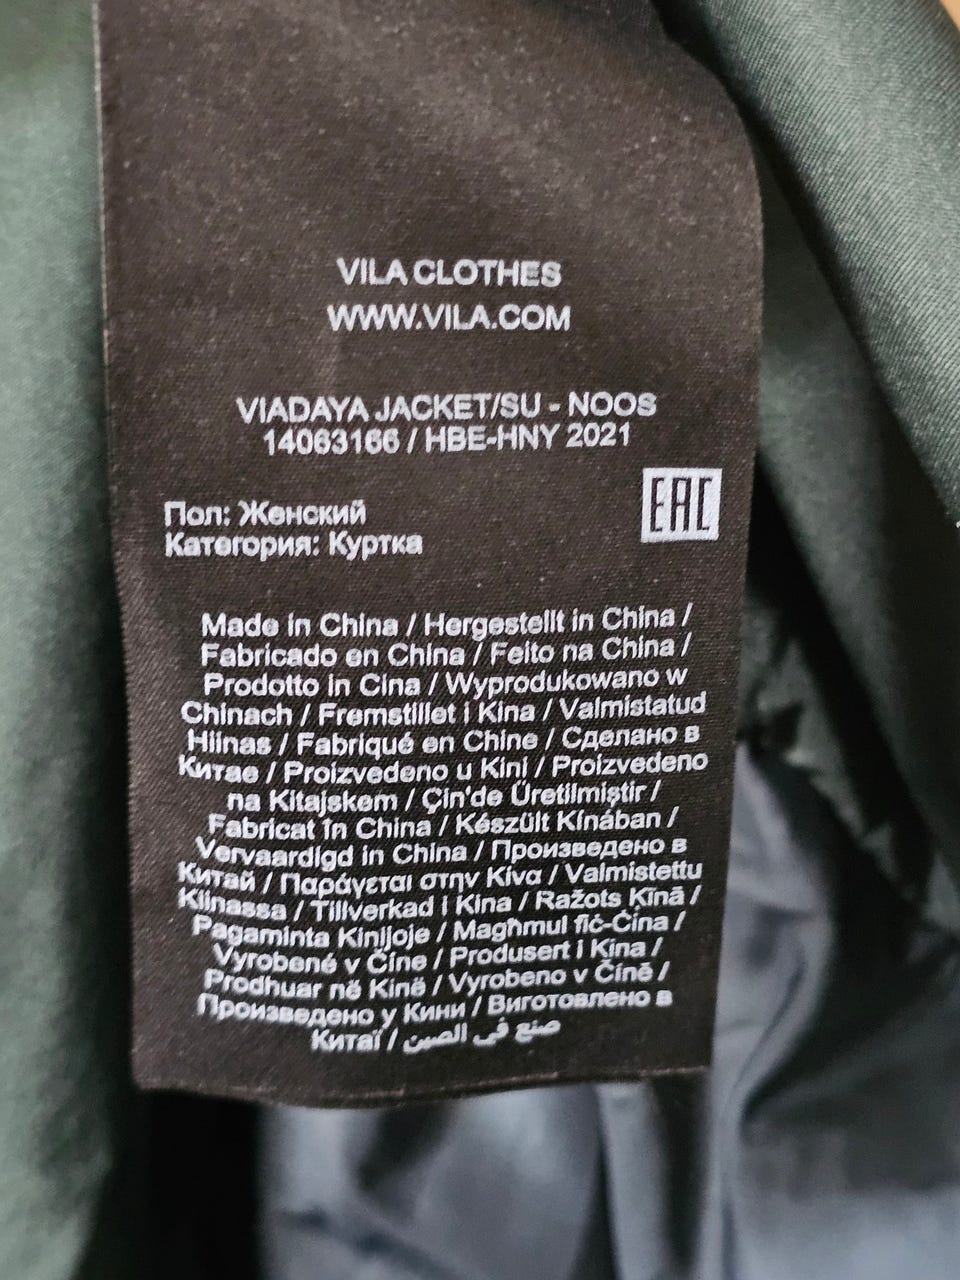 VILA CLOTHES
WWW.VILA.COM
VIADAYA JACKET/SU - NOOS
14063166 / HBE-HNY 2021
EAC
Пол: Женский
Категория: Куртка
Made in China / Hergestellt in China /
Fabricado en China / Feito na China /
Prodotto in Cina / Wyprodukowano w
Chinach / Fremstillet i Kina / Valmistatud
Hiinas / Fabriqué en Chine / Сделано в
Китае / Proizvedeno u Kini / Proizvedeno
na Kitajskem / Çin'de Üretilmiştir /
Fabricat în China / Készült Kínában /
Vervaardigd in China / Произведено в
Китай / Παράγεται στην Κίνα / Valmistettu
Kiinassa / Tillverkad i Kina / Ražots Ķīnā /
Pagaminta Kinijoje / Magħmul fiċ-Ċina /
Vyrobené v Číne / Produsert i Kina /
Prodhuar në Kinë / Vyrobeno v Číně /
Произведено у Кини / Виготовлено в
Китаї / صنع في الصين